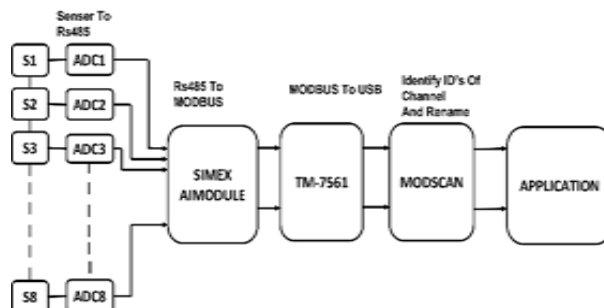 Senser To
Rs485
S1
ADC1
S2
ADC2
S3
ADC3
S8
ADC8
Rs485 To
MODBUS
SIMEX
AIMODULE
MODBUS To USB
TM-7561
Identify ID's Of
Channel
And Rename
MODSCAN
APPLICATION